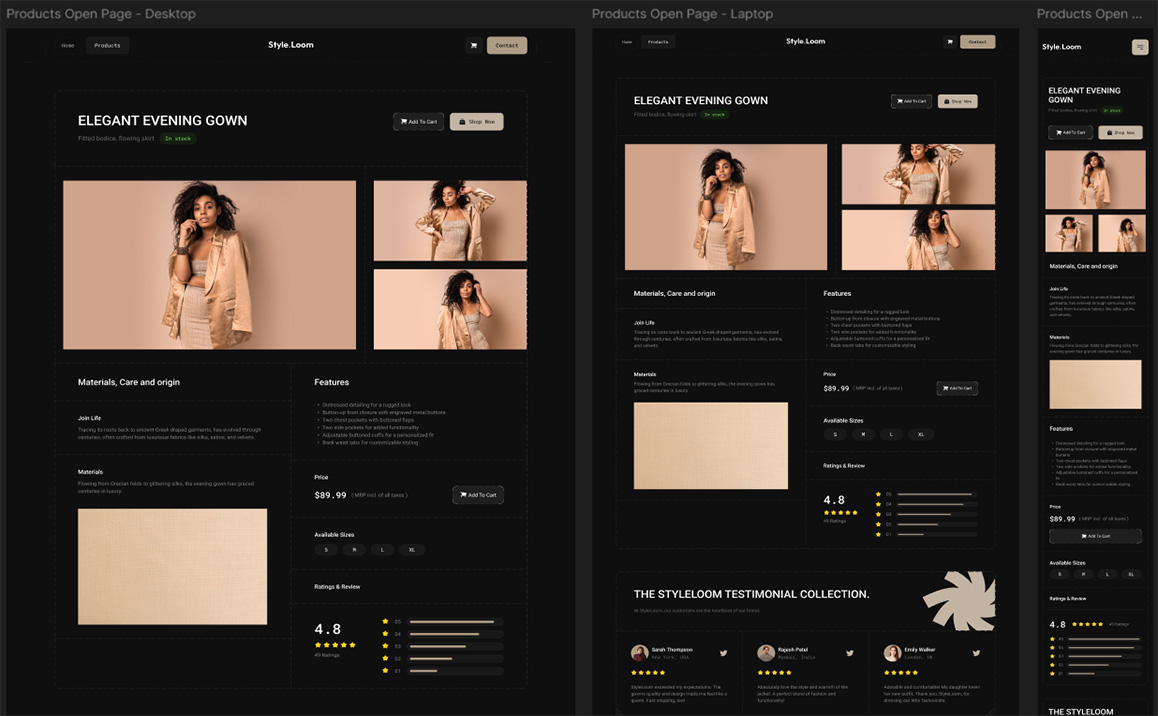 Products Open Page - Desktop
Home
Products
Style.Loom
Contact
ELEGANT EVENING GOWN
Fitted bodice, flowing skirt
In stock
Add To Cart
Shop Now
Materials, Care and origin
Join Life
Tracing its roots back to ancient Greek draped garments, has evolved through
centuries, often crafted from luxurious fabrics like silks, satins, and velvets.
Materials
Flowing from Grecian folds to glittering silks, the evening gown has graced
centuries in luxury.
Features
Distressed detailing for a rugged look
Button-up front closure with engraved metal buttons
Two chest pockets with buttoned flaps
Two side pockets for added functionality
Adjustable buttoned cuffs for a personalized fit
Back waist tabs for customizable styling
Price
$89.99 ( MRP incl. of all taxes )
Add To Cart
Available Sizes
S
M
L
XL
Ratings & Review
4.8
49 Ratings
05
04
03
02
01
Products Open Page - Laptop
Home
Products
Style.Loom
Contact
ELEGANT EVENING GOWN
Fitted bodice, flowing skirt
In stock
Add To Cart
Shop Now
Materials, Care and origin
Join Life
Tracing its roots back to ancient Greek draped garments, has evolved
through centuries, often crafted from luxurious fabrics like silks, satins,
and velvets.
Materials
Flowing from Grecian folds to glittering silks, the evening gown has
graced centuries in luxury.
Features
Distressed detailing for a rugged look
Button-up front closure with engraved metal buttons
Two chest pockets with buttoned flaps
Two side pockets for added functionality
Adjustable buttoned cuffs for a personalized fit
Back waist tabs for customizable styling
Price
$89.99 ( MRP incl. of all taxes )
Add To Cart
Available Sizes
S
M
L
XL
Ratings & Review
4.8
49 Ratings
05
04
03
02
01
THE STYLELOOM TESTIMONIAL COLLECTION.
At StyleLoom, our customers are the heartbeat of our brand.
Sarah Thompson
New York, USA
StyleLoom exceeded my expectations. The
gown's quality and design made me feel like a
queen. Fast shipping, too!
Rajesh Patel
Mumbai, India
Absolutely love the style and warmth of the
jacket. A perfect blend of fashion and
functionality!
Emily Walker
London, UK
Adorable and comfortable! My daughter loves
her new outfit. Thank you, StyleLoom, for
dressing our little fashionista.
Products Open ...
Style.Loom
ELEGANT EVENING
GOWN
Fitted bodice, flowing skirt
In stock
Add To Cart
Shop Now
Materials, Care and origin
Join Life
Tracing its roots back to ancient Greek draped
garments, has evolved through centuries, often
crafted from luxurious fabrics like silks, satins,
and velvets.
Materials
Flowing from Grecian folds to glittering silks, the
evening gown has graced centuries in luxury.
Features
Distressed detailing for a rugged look
Button-up front closure with engraved metal
buttons
Two chest pockets with buttoned flaps
Two side pockets for added functionality
Adjustable buttoned cuffs for a personalized
fit
Back waist tabs for customizable styling
Price
$89.99 ( MRP incl. of all taxes )
Add To Cart
Available Sizes
S
M
L
XL
Ratings & Review
4.8
49 Ratings
05
04
03
02
01
THE STYLELOOM